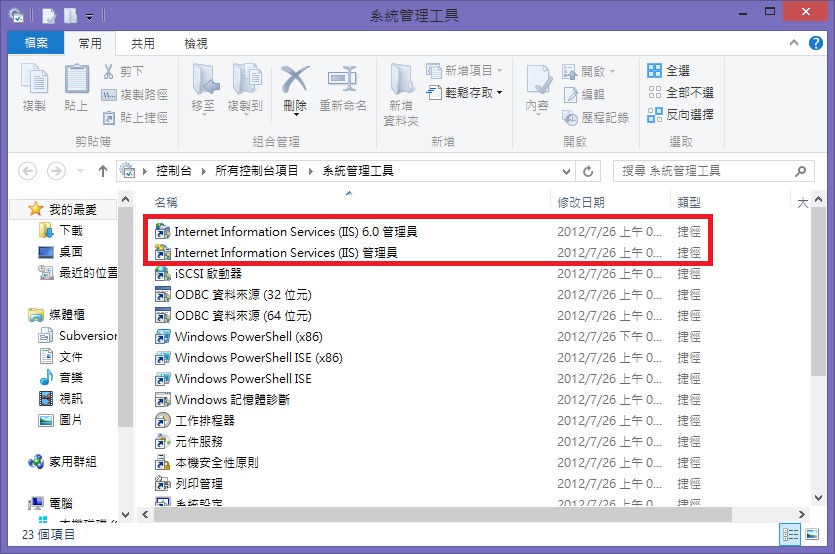 系統管理工具
檔案 常用 共用 檢視
複製 貼上 剪下 複製路徑 貼上捷徑
移至 複製到 刪除 重新命名
新增資料夾 新增項目 輕鬆存取
內容 開啟 編輯 歷程記錄
全選 全部不選 反向選擇
剪貼簿 組合管理 新增 開啟 選取
控制台 所有控制台項目 系統管理工具
搜尋 系統管理工具
我的最愛
下載
桌面
最近的位置
媒體櫃
Subversion
文件
音樂
視訊
圖片
家用群組
電腦
名稱 修改日期 類型 大
Internet Information Services (IIS) 6.0 管理員 2012/7/26 上午 0... 捷徑
Internet Information Services (IIS) 管理員 2012/7/26 上午 0... 捷徑
iSCSI 啟動器 2012/7/26 上午 0... 捷徑
ODBC 資料來源 (32 位元) 2012/7/26 上午 0... 捷徑
ODBC 資料來源 (64 位元) 2012/7/26 上午 0... 捷徑
Windows PowerShell (x86) 2012/7/26 下午 0... 捷徑
Windows PowerShell ISE (x86) 2012/7/26 上午 0... 捷徑
Windows PowerShell ISE 2012/7/26 上午 0... 捷徑
Windows 記憶體診斷 2012/7/26 上午 0... 捷徑
工作排程器 2012/7/26 上午 0... 捷徑
元件服務 2012/7/26 上午 0... 捷徑
本機安全性原則 2012/7/26 上午 0... 捷徑
列印管理 2012/7/26 上午 0... 捷徑
系統設定 2012/7/26 上午 0... 捷徑
23 個項目